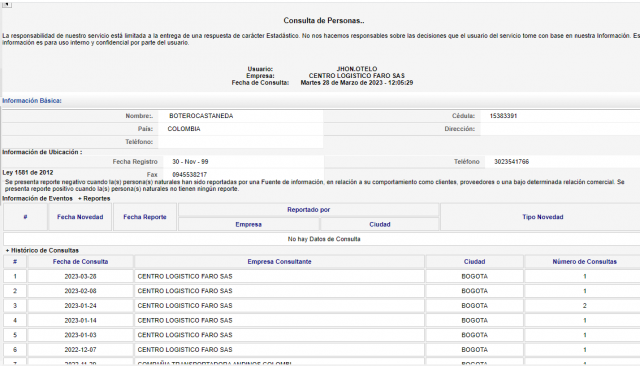 Consulta de Personas..
La responsabilidad de nuestro servicio está limitada a la entrega de una respuesta de carácter Estadástico. No nos hacemos responsables sobre las decisiones que el usuario del servicio tome con base en nuestra Información. Es
información es para uso interno y confidencial por parte del usuario
Usuario: JHON.OTELO
Empresa: CENTRO LOGISTICO FARO SAS
Fecha de Consulta: Martes 28 de Marzo de 2023 - 12:05:29
Información Básica:
Nombre:. BOTEROCASTANEDA Cédula: 15383391
País: COLOMBIA Dirección:
Teléfono:
Información de Ubicación :
Fecha Registro 30 - Nov - 99 Teléfono 3023541766
Ley 1581 de 2012 Fax 0945538217
Se presenta reporte negativo cuando la(s) persona(s) naturales han sido reportadas por una Fuente de información, en relación a su comportamiento como clientes, proveedores o una bajo determinada relación comercial. Se
presenta reporte positivo cuando la(s) persona(s) naturales no tienen ningún reporte.
Información de Eventos + Reportes
# Fecha Novedad Fecha Reporte Reportado por Tipo Novedad
Empresa Ciudad
No hay Datos de Consulta
+ Histórico de Consultas
# Fecha de Consulta Empresa Consultante Ciudad Número de Consultas
1 2023-03-28 CENTRO LOGISTICO FARO SAS BOGOTA 1
2 2023-02-08 CENTRO LOGISTICO FARO SAS BOGOTA 1
3 2023-01-24 CENTRO LOGISTICO FARO SAS BOGOTA 2
4 2023-01-14 CENTRO LOGISTICO FARO SAS BOGOTA 1
5 2023-01-03 CENTRO LOGISTICO FARO SAS BOGOTA 1
6 2022-12-07 CENTRO LOGISTICO FARO SAS BOGOTA 1
7 2022-11-29 COMPAÑIA TRANSPORTADORA ANDINOS COLOMBI BOGOTA 1